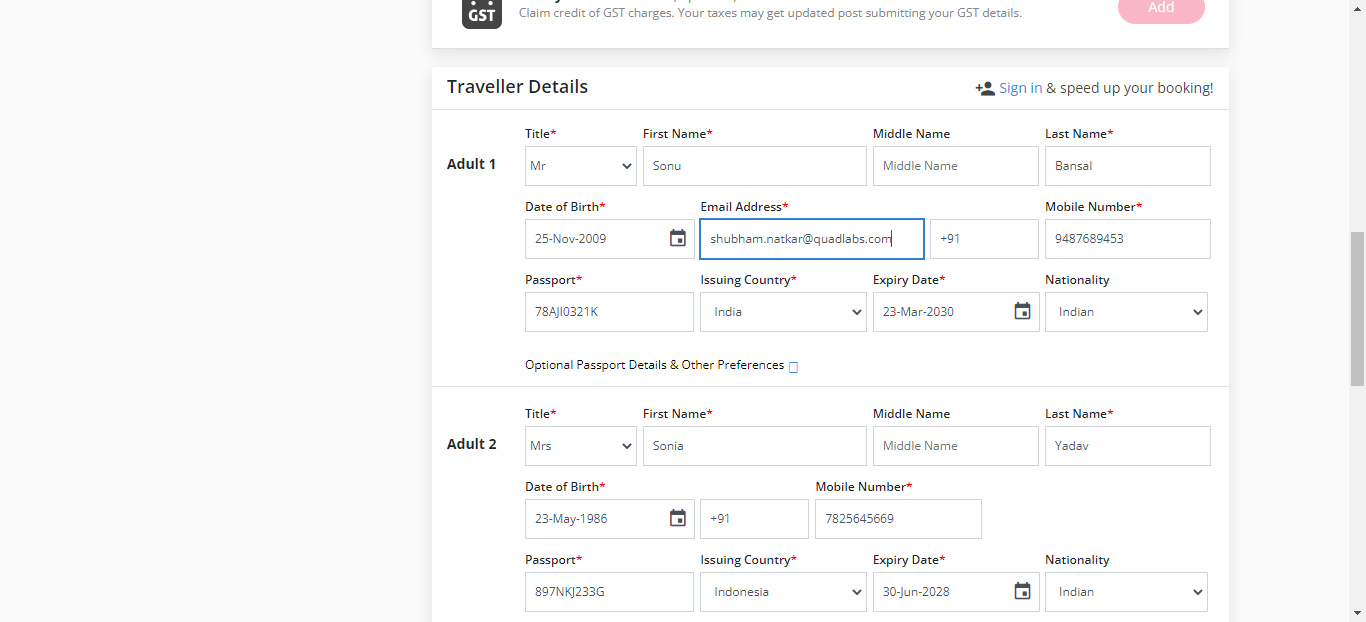 GST
Claim credit of GST charges. Your taxes may get updated post submitting your GST details.
Add
Traveller Details
Sign in & speed up your booking!
Title* First Name* Middle Name Last Name*
Adult 1 Mr Sonu Middle Name Bansal
Date of Birth* Email Address* Mobile Number*
25-Nov-2009 shubham.natkar@quadlabs.com +91 9487689453
Passport* Issuing Country* Expiry Date* Nationality
78AJI0321K India 23-Mar-2030 Indian
Optional Passport Details & Other Preferences
Title* First Name* Middle Name Last Name*
Adult 2 Mrs Sonia Middle Name Yadav
Date of Birth* Mobile Number*
23-May-1986 +91 7825645669
Passport* Issuing Country* Expiry Date* Nationality
897NKJ233G Indonesia 30-Jun-2028 Indian